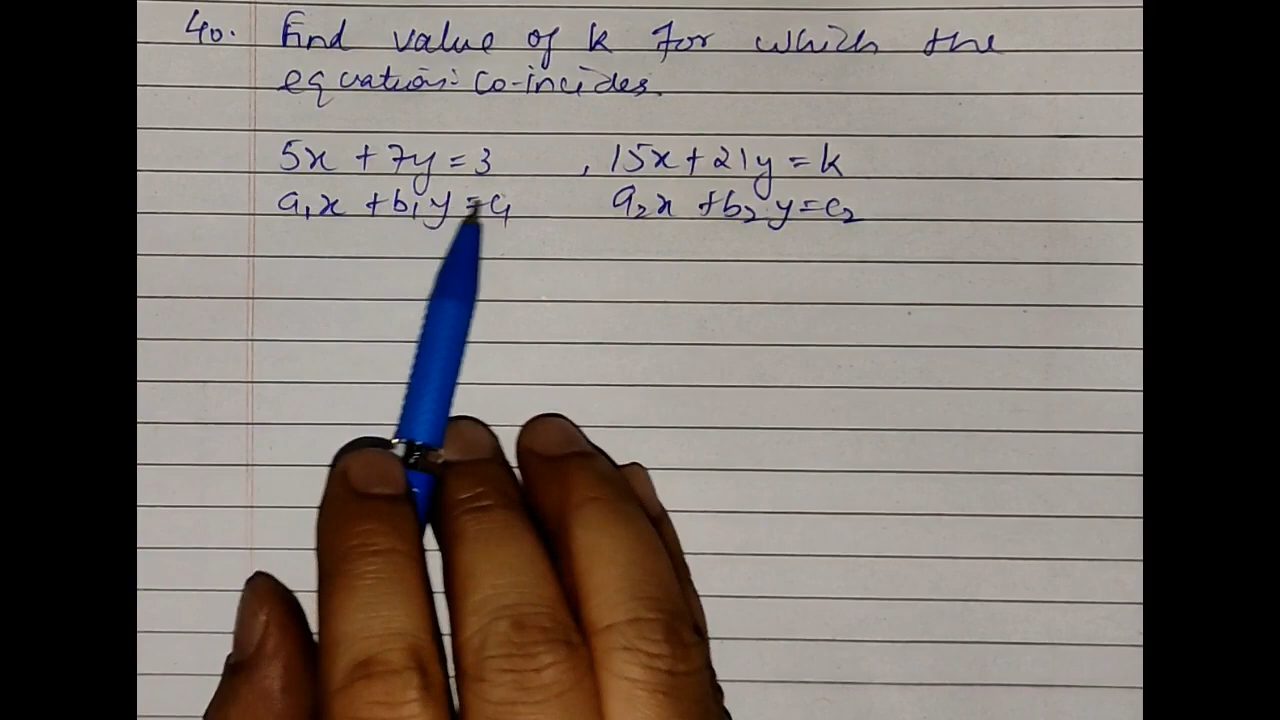 40. Find value of k for which the
equations co-incides.
5x + 7y = 3 , 15x + 21y = k
a₁x + b₁y = c₁ a₂x + b₂y = c₂